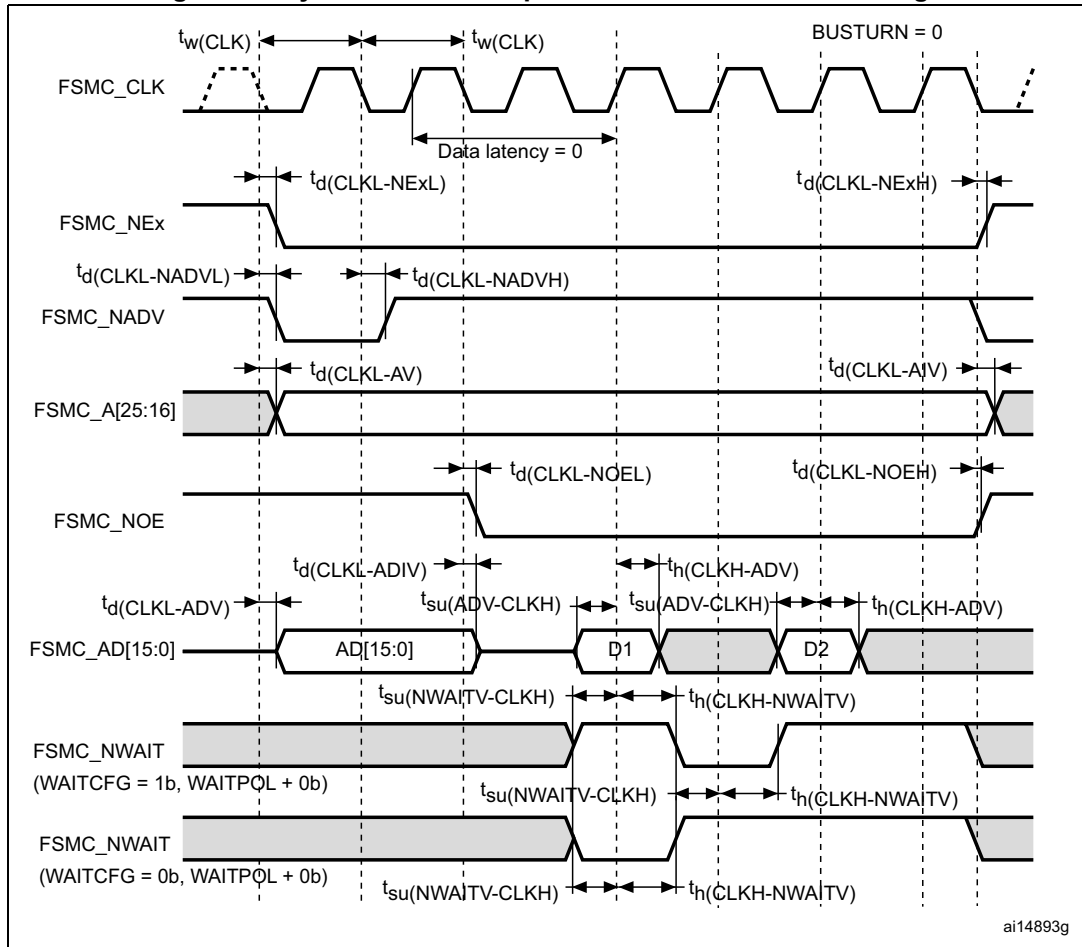 tw(CLK) tw(CLK) BUSTURN = 0
FSMC_CLK
Data latency = 0
td(CLKL-NExL) td(CLKL-NExH)
FSMC_NEx
td(CLKL-NADVL) td(CLKL-NADVH)
FSMC_NADV
td(CLKL-AV) td(CLKL-AIV)
FSMC_A[25:16]
td(CLKL-NOEL) td(CLKL-NOEH)
FSMC_NOE
td(CLKL-ADIV) th(CLKH-ADV)
td(CLKL-ADV) tsu(ADV-CLKH) tsu(ADV-CLKH) th(CLKH-ADV)
FSMC_AD[15:0] AD[15:0] D1 D2
tsu(NWAITV-CLKH) th(CLKH-NWAITV)
FSMC_NWAIT
(WAITCFG = 1b, WAITPOL + 0b)
tsu(NWAITV-CLKH) th(CLKH-NWAITV)
FSMC_NWAIT
(WAITCFG = 0b, WAITPOL + 0b)
tsu(NWAITV-CLKH) th(CLKH-NWAITV)
ai14893g